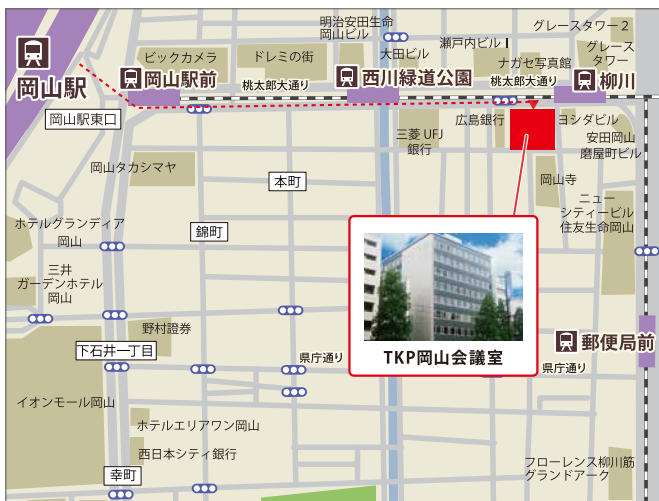 明治安田生命
岡山ビル
グレースタワー2
瀬戸内ビルⅠ
大田ビル
グレース
タワー
ビックカメラ
ドレミの街
ナガセ写真館
岡山駅
岡山駅前
西川緑道公園
柳川
桃太郎大通り
桃太郎大通り
岡山駅東口
三菱UFJ
銀行
広島銀行
ヨシダビル
安田岡山
磨屋町ビル
岡山タカシマヤ
本町
岡山寺
ニュー
シティービル
住友生命岡山
ホテルグランディア
岡山
錦町
三井
ガーデンホテル
岡山
野村證券
下石井一丁目
県庁通り
TKP岡山会議室
郵便局前
県庁通り
イオンモール岡山
ホテルエリアワン岡山
西日本シティ銀行
幸町
フローレンス柳川筋
グランドアーク